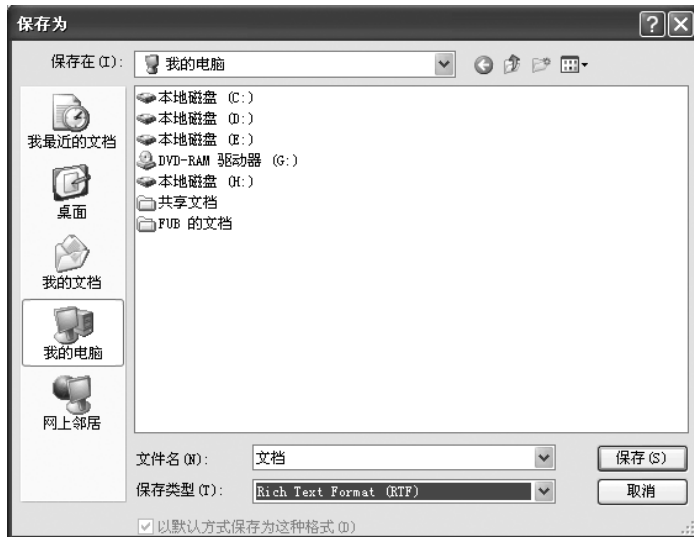 保存为
保存在(I): 我的电脑
我最近的文档
桌面
我的文档
我的电脑
网上邻居
本地磁盘 (C:)
本地磁盘 (D:)
本地磁盘 (E:)
DVD-RAM 驱动器 (G:)
本地磁盘 (H:)
共享文档
FUB 的文档
文件名(N): 文档 保存(S)
保存类型(T): Rich Text Format (RTF) 取消
以默认方式保存为这种格式(D)